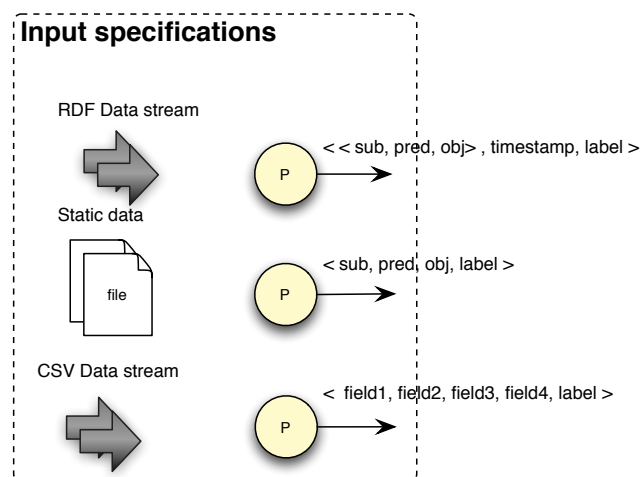 Input specifications
RDF Data stream
P
< < sub, pred, obj> , timestamp, label >
Static data
file
P
< sub, pred, obj, label >
CSV Data stream
P
< field1, field2, field3, field4, label >